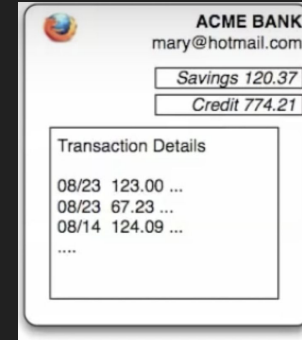 ACME BANK
mary@hotmail.com
Savings 120.37
Credit 774.21
Transaction Details
08/23 123.00 ...
08/23 67.23 ...
08/14 124.09 ...
....